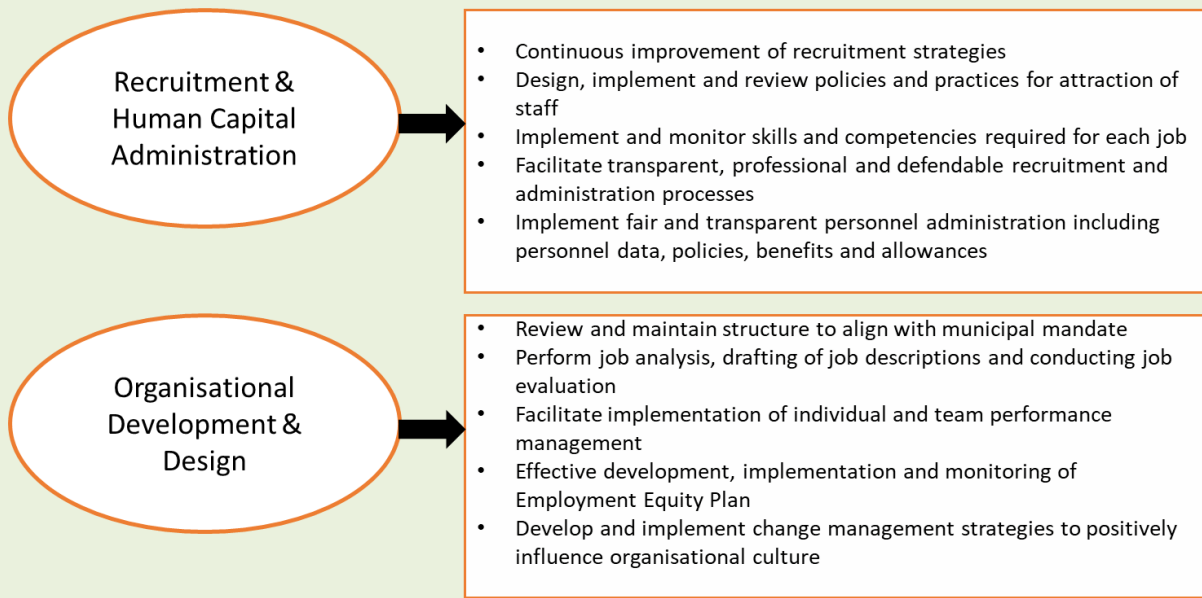 Recruitment &
Human Capital
Administration
• Continuous improvement of recruitment strategies
• Design, implement and review policies and practices for attraction of
staff
• Implement and monitor skills and competencies required for each job
• Facilitate transparent, professional and defendable recruitment and
administration processes
• Implement fair and transparent personnel administration including
personnel data, policies, benefits and allowances
Organisational
Development &
Design
• Review and maintain structure to align with municipal mandate
• Perform job analysis, drafting of job descriptions and conducting job
evaluation
• Facilitate implementation of individual and team performance
management
• Effective development, implementation and monitoring of
Employment Equity Plan
• Develop and implement change management strategies to positively
influence organisational culture